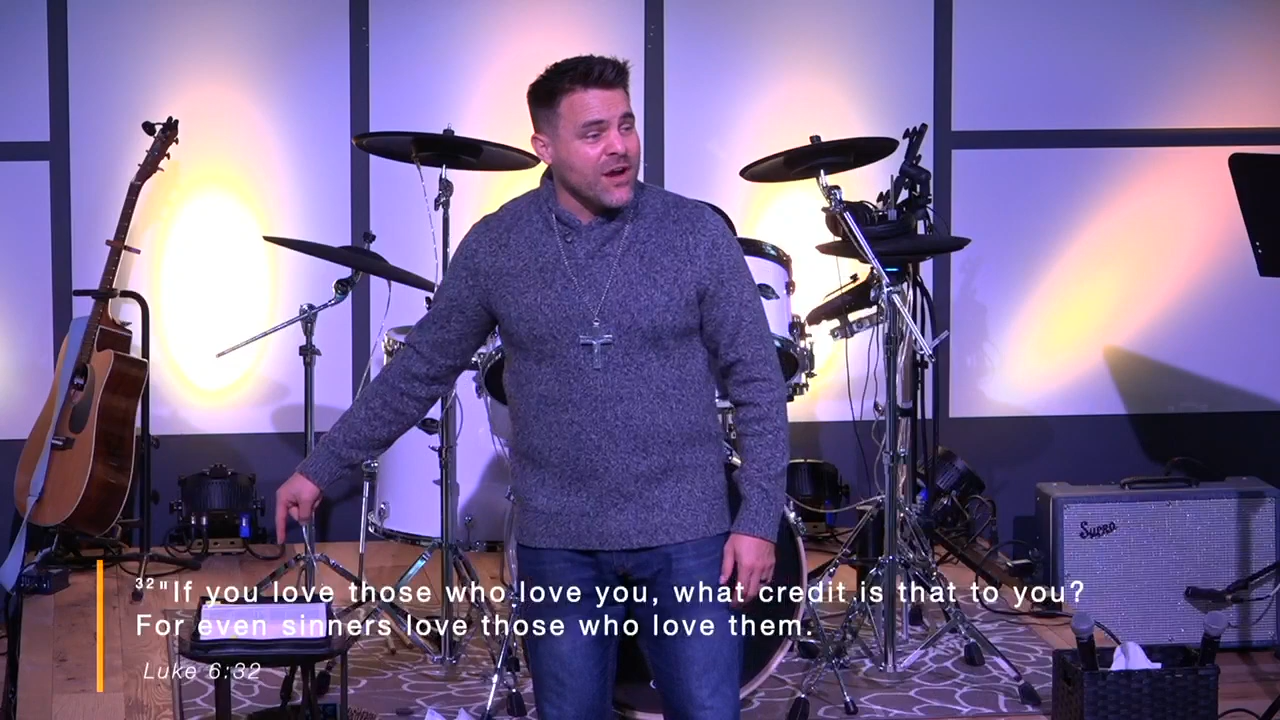 Supro
³²"If you love those who love you, what credit is that to you?
For even sinners love those who love them.
Luke 6:32